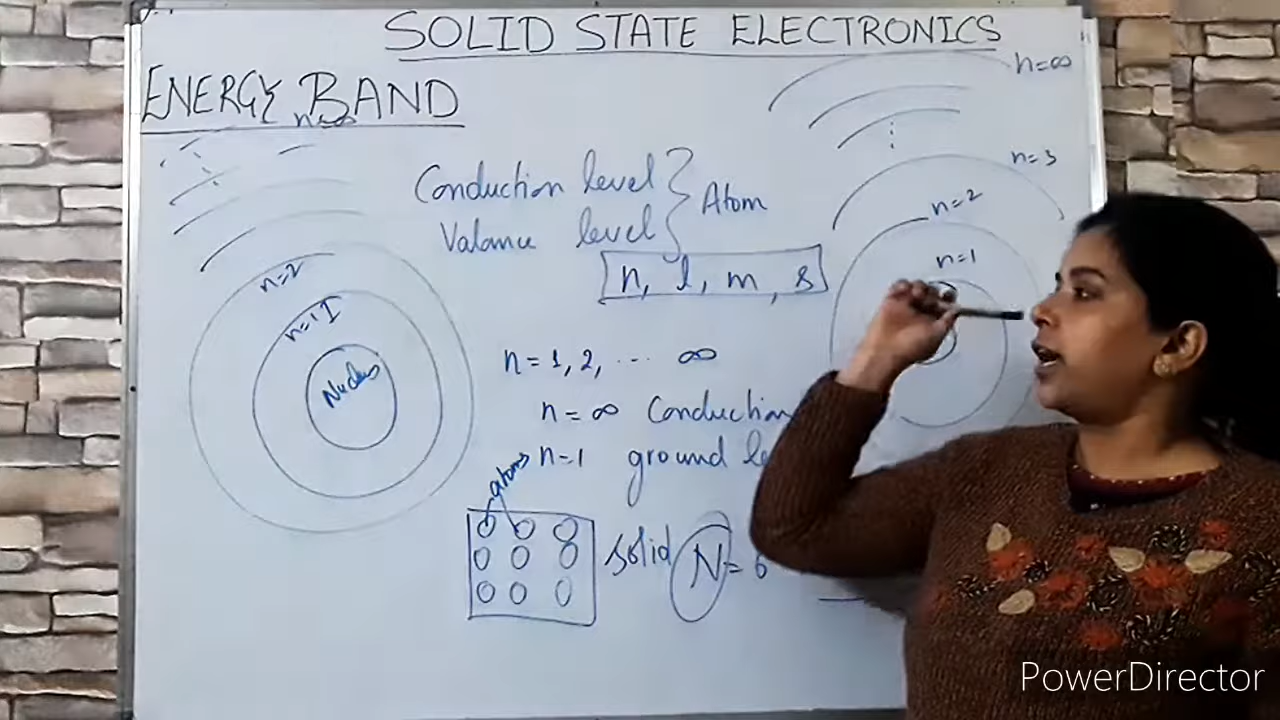 SOLID STATE ELECTRONICS
ENERGY BAND
n=∞
n=∞
n=3
n=2
n=1
Conduction level
Valance level
Atom
n, l, m, s
n=2
n=1
Nucleus
n=1, 2, ... ∞
n=∞ Conduction
n=1 ground
atoms
solid N = 6
PowerDirector